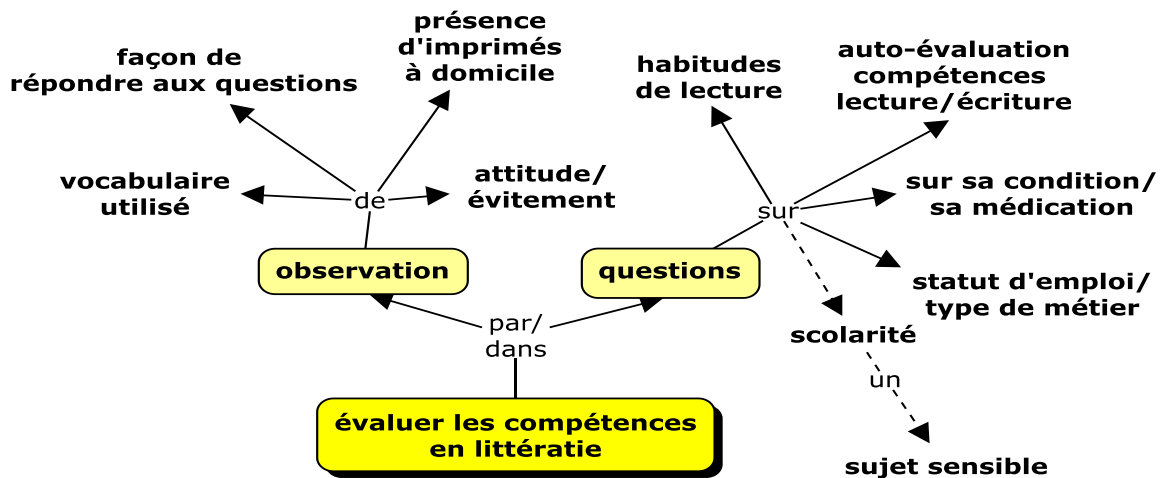 présence
d'imprimés
à domicile
façon de
répondre aux questions
habitudes
de lecture
auto-évaluation
compétences
lecture/écriture
vocabulaire
utilisé
de
attitude/
évitement
sur
sur sa condition/
sa médication
observation
questions
statut d'emploi/
type de métier
par/
dans
scolarité
un
évaluer les compétences
en littératie
sujet sensible